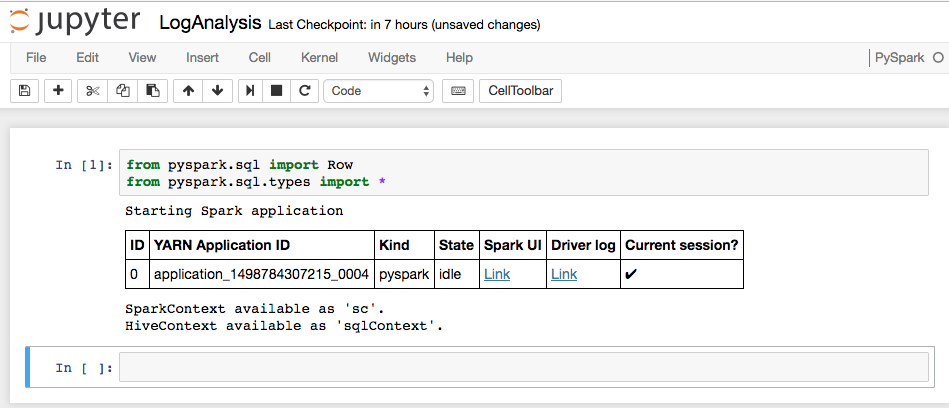 jupyter LogAnalysis Last Checkpoint: in 7 hours (unsaved changes)
File Edit View Insert Cell Kernel Widgets Help PySpark
Code CellToolbar
In [1]: from pyspark.sql import Row
from pyspark.sql.types import *
Starting Spark application
ID YARN Application ID Kind State Spark UI Driver log Current session?
0 application_1498784307215_0004 pyspark idle Link Link ✔
SparkContext available as 'sc'.
HiveContext available as 'sqlContext'.
In [ ]: